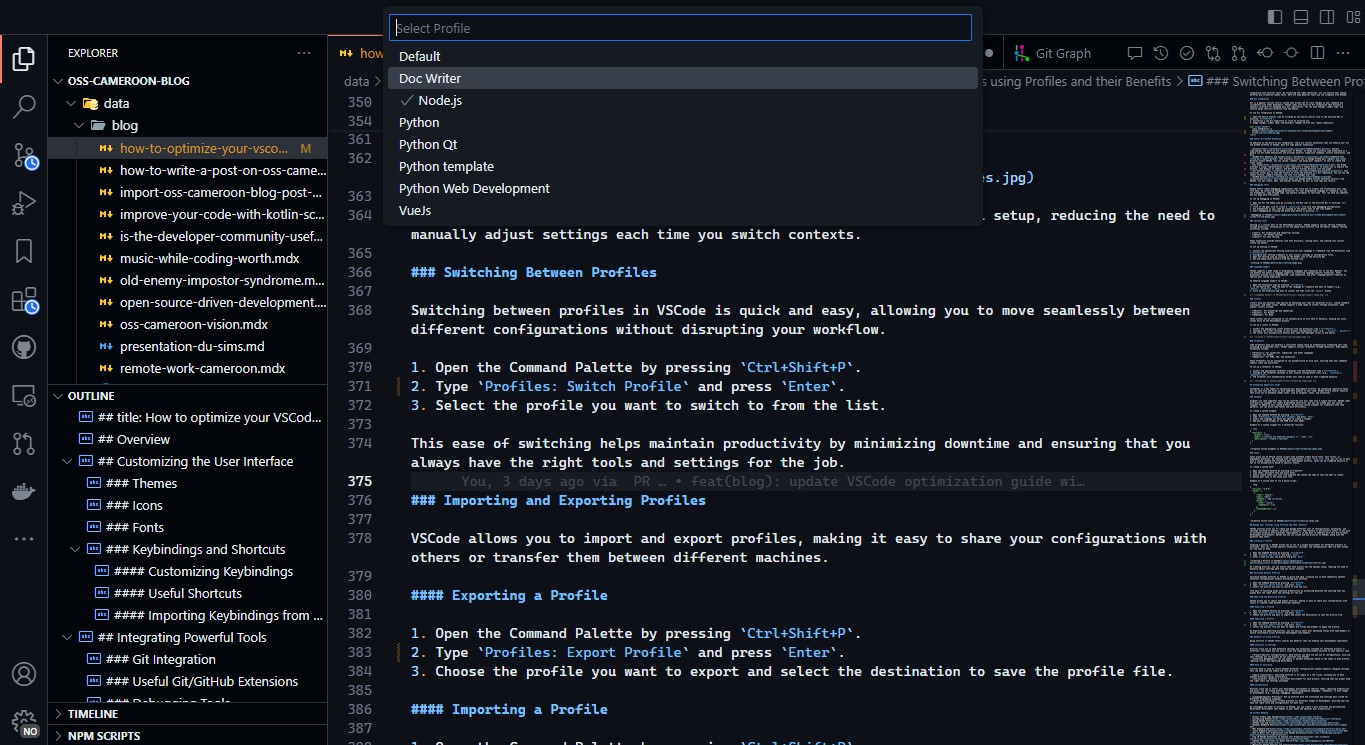 Select Profile
Default
Doc Writer
Node.js
Python
Python Qt
Python template
Python Web Development
VueJs
EXPLORER
OSS-CAMEROON-BLOG
data
blog
how-to-optimize-your-vsco... M
how-to-write-a-post-on-oss-came...
import-oss-cameroon-blog-post-...
improve-your-code-with-kotlin-sc...
is-the-developer-community-usef...
music-while-coding-worth.mdx
old-enemy-impostor-syndrome.m...
open-source-driven-development....
oss-cameroon-vision.mdx
presentation-du-sims.md
remote-work-cameroon.mdx
OUTLINE
## title: How to optimize your VSCod...
## Overview
## Customizing the User Interface
### Themes
### Icons
### Fonts
### Keybindings and Shortcuts
#### Customizing Keybindings
#### Useful Shortcuts
#### Importing Keybindings from ...
## Integrating Powerful Tools
### Git Integration
### Useful Git/GitHub Extensions
### Debugging Tools
TIMELINE
NPM SCRIPTS
NO
how
Git Graph
data
s using Profiles and their Benefits
### Switching Between Prof
350
354
361
362
es.jpg)
363
364 setup, reducing the need to
manually adjust settings each time you switch contexts.
365
366 ### Switching Between Profiles
367
368 Switching between profiles in VSCode is quick and easy, allowing you to move seamlessly between
different configurations without disrupting your workflow.
369
370 1. Open the Command Palette by pressing `Ctrl+Shift+P`.
371 2. Type `Profiles: Switch Profile` and press `Enter`.
372 3. Select the profile you want to switch to from the list.
373
374 This ease of switching helps maintain productivity by minimizing downtime and ensuring that you
always have the right tools and settings for the job.
375 You, 3 days ago via PR … • feat(blog): update VSCode optimization guide wi…
376 ### Importing and Exporting Profiles
377
378 VSCode allows you to import and export profiles, making it easy to share your configurations with
others or transfer them between different machines.
379
380 #### Exporting a Profile
381
382 1. Open the Command Palette by pressing `Ctrl+Shift+P`.
383 2. Type `Profiles: Export Profile` and press `Enter`.
384 3. Choose the profile you want to export and select the destination to save the profile file.
385
386 #### Importing a Profile
387
388 1. Open the Command Palette by pressing `Ctrl+Shift+P`.